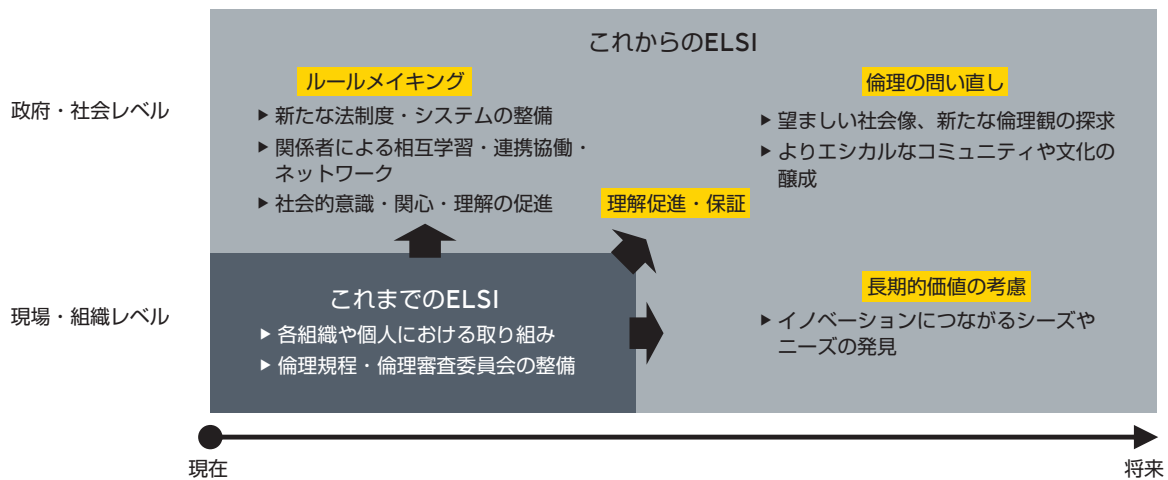 これからのELSI
政府・社会レベル
ルールメイキング
▶ 新たな法制度・システムの整備
▶ 関係者による相互学習・連携協働・
ネットワーク
▶ 社会的意識・関心・理解の促進
倫理の問い直し
▶ 望ましい社会像、新たな倫理観の探求
▶ よりエシカルなコミュニティや文化の
醸成
理解促進・保証
現場・組織レベル
これまでのELSI
▶ 各組織や個人における取り組み
▶ 倫理規程・倫理審査委員会の整備
長期的価値の考慮
▶ イノベーションにつながるシーズや
ニーズの発見
現在
将来